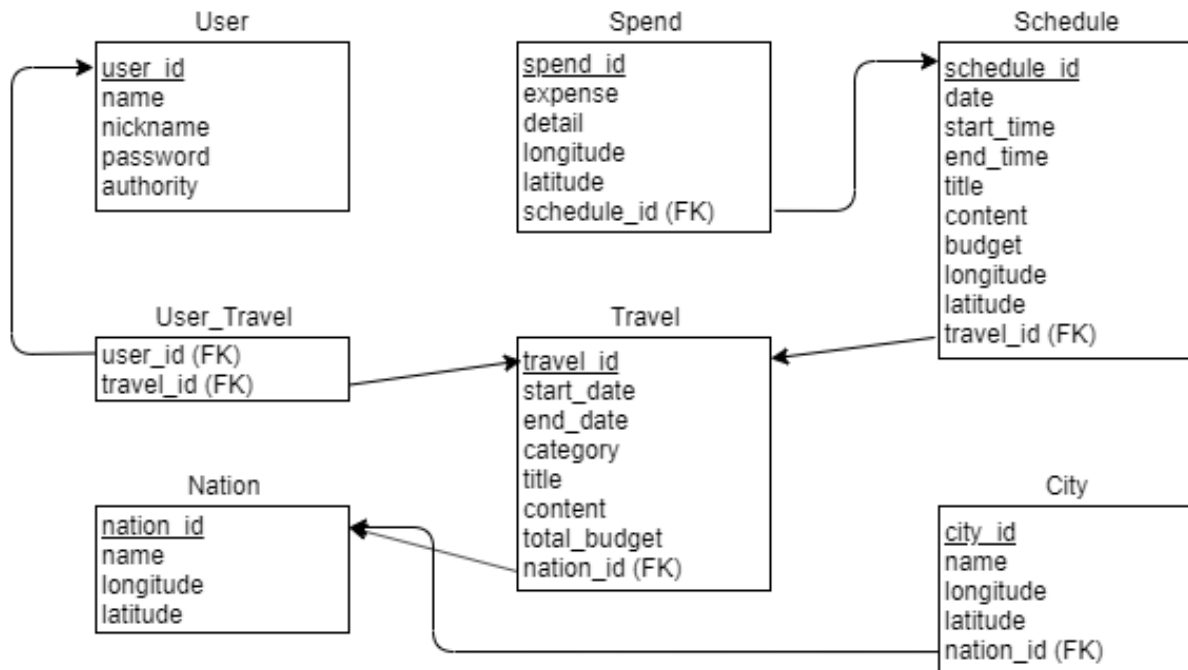 User
user_id
name
nickname
password
authority
Spend
spend_id
expense
detail
longitude
latitude
schedule_id (FK)
Schedule
schedule_id
date
start_time
end_time
title
content
budget
longitude
latitude
travel_id (FK)
User_Travel
user_id (FK)
travel_id (FK)
Travel
travel_id
start_date
end_date
category
title
content
total_budget
nation_id (FK)
Nation
nation_id
name
longitude
latitude
City
city_id
name
longitude
latitude
nation_id (FK)